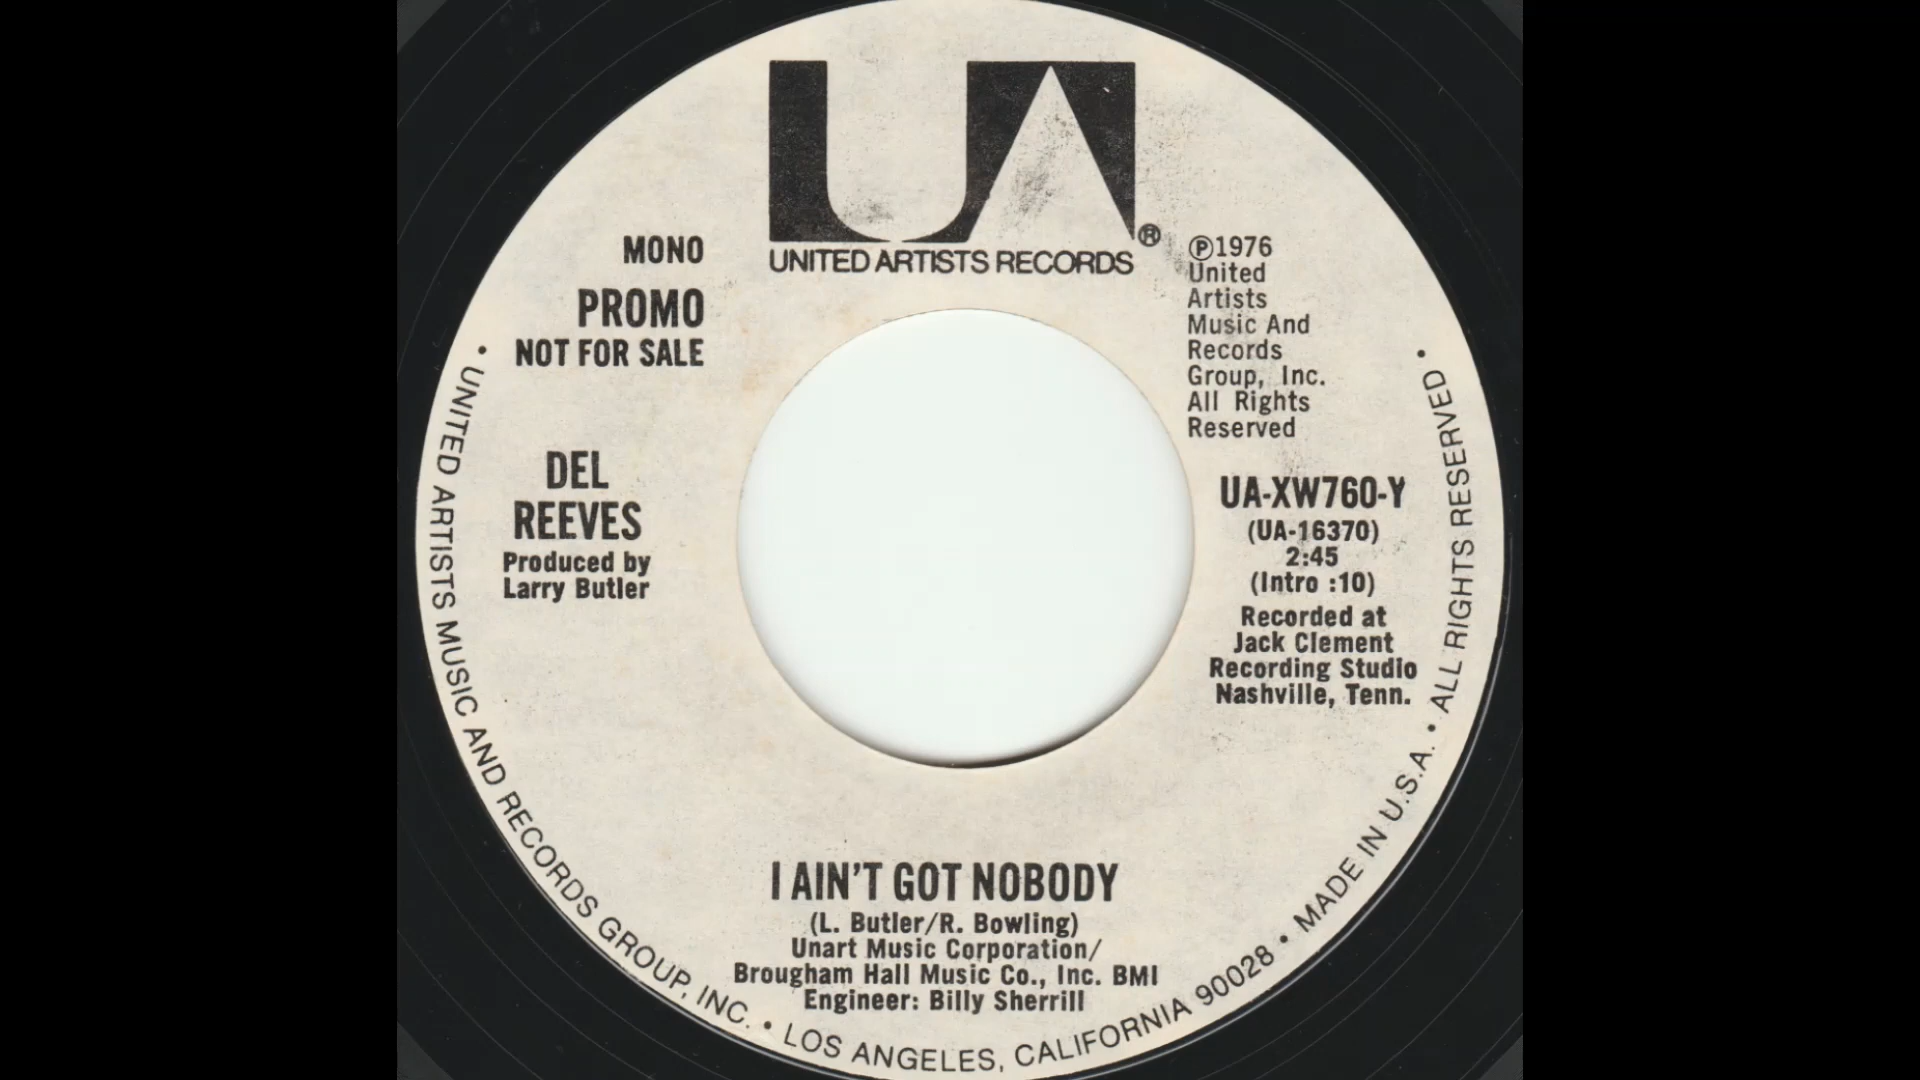 UA®
UNITED ARTISTS RECORDS
MONO
PROMO
NOT FOR SALE
℗1976
United
Artists
Music And
Records
Group, Inc.
All Rights
Reserved
DEL
REEVES
Produced by
Larry Butler
UA-XW760-Y
(UA-16370)
2:45
(Intro :10)
Recorded at
Jack Clement
Recording Studio
Nashville, Tenn.
I AIN'T GOT NOBODY
(L. Butler/R. Bowling)
Unart Music Corporation/
Brougham Hall Music Co., Inc. BMI
Engineer: Billy Sherrill
• UNITED ARTISTS MUSIC AND RECORDS GROUP, INC. • LOS ANGELES, CALIFORNIA 90028 • MADE IN U.S.A. • ALL RIGHTS RESERVED •